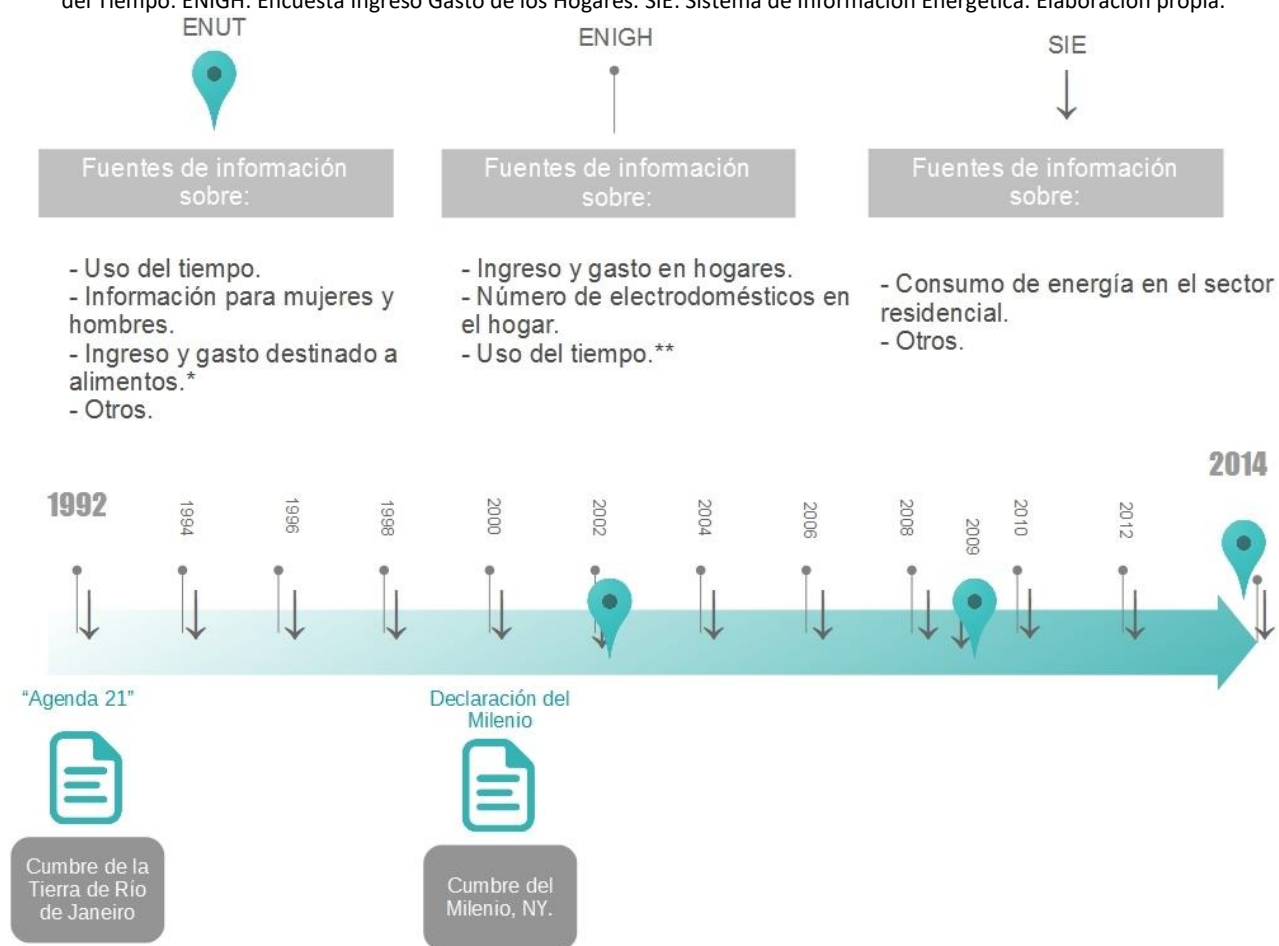 del Tiempo. ENIGH: Encuesta Ingreso Gasto de los Hogares. SIE: Sistema de Información Energética. Elaboración propia.
ENUT
ENIGH
SIE
Fuentes de información
sobre:
Fuentes de información
sobre:
Fuentes de información
sobre:
- Uso del tiempo.
- Información para mujeres y
hombres.
- Ingreso y gasto destinado a
alimentos.*
- Otros.
- Ingreso y gasto en hogares.
- Número de electrodomésticos en
el hogar.
- Uso del tiempo.**
- Consumo de energía en el sector
residencial.
- Otros.
1992
1994
1996
1998
2000
2002
2004
2006
2008
2009
2010
2012
2014
“Agenda 21”
Declaración del
Milenio
Cumbre de la
Tierra de Río
de Janeiro
Cumbre del
Milenio, NY.